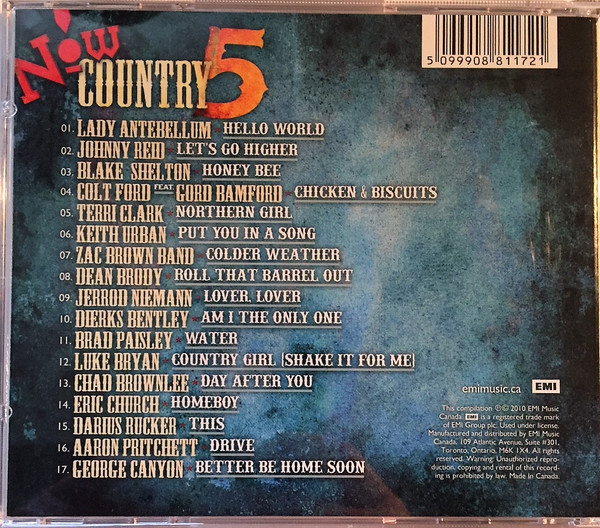 N!ow
COUNTRY 5
5 099908 811721
01. LADY ANTEBELLUM * HELLO WORLD
02. JOHNNY REID * LET'S GO HIGHER
03. BLAKE SHELTON HONEY BEE
04. COLT FORD FEAT. GORD BAMFORD * CHICKEN & BISCUITS
05. TERRI CLARK * NORTHERN GIRL
06. KEITH URBAN * PUT YOU IN A SONG
07. ZAC BROWN BAND * COLDER WEATHER
08. DEAN BRODY * ROLL THAT BARREL OUT
09. JERROD NIEMANN * LOVER, LOVER
10. DIERKS BENTLEY * AM I THE ONLY ONE
11. BRAD PAISLEY * WATER
12. LUKE BRYAN * COUNTRY GIRL (SHAKE IT FOR ME)
13. CHAD BROWNLEE * DAY AFTER YOU
14. ERIC CHURCH * HOMEBOY
15. DARIUS RUCKER * THIS
16. AARON PRITCHETT * DRIVE
17. GEORGE CANYON * BETTER BE HOME SOON
emimusic.ca EMI
This compilation ℗ © 2010 EMI Music
Canada. EMI is a registered trade mark
of EMI Group plc. Used under license.
Manufactured and distributed by EMI Music
Canada, 109 Atlantic Avenue, Suite #301,
Toronto, Ontario, M6K 1X4. All rights
reserved. Warning: Unauthorized repro-
duction, copying and rental of this record-
ing is prohibited by law. Made in Canada.